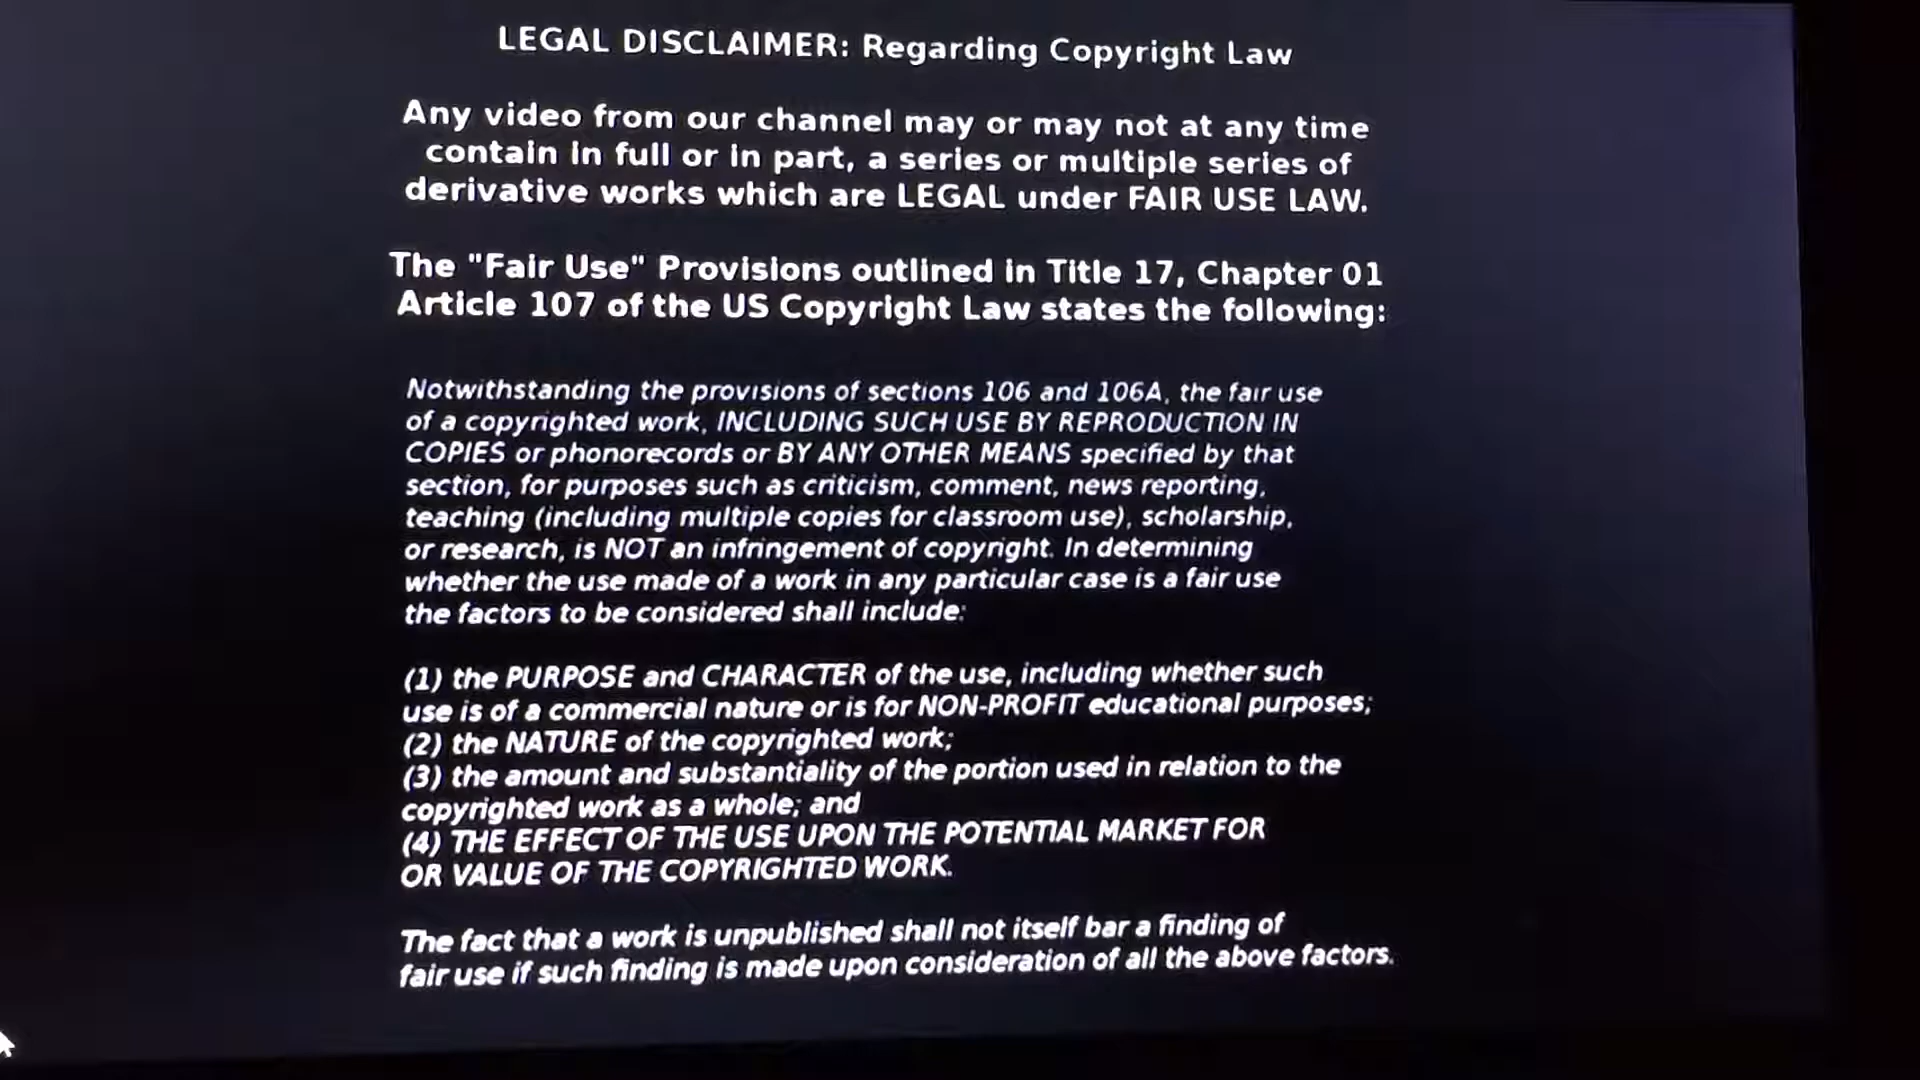 LEGAL DISCLAIMER: Regarding Copyright Law
Any video from our channel may or may not at any time
contain in full or in part, a series or multiple series of
derivative works which are LEGAL under FAIR USE LAW.
The "Fair Use" Provisions outlined in Title 17, Chapter 01
Article 107 of the US Copyright Law states the following:
Notwithstanding the provisions of sections 106 and 106A, the fair use
of a copyrighted work, INCLUDING SUCH USE BY REPRODUCTION IN
COPIES or phonorecords or BY ANY OTHER MEANS specified by that
section, for purposes such as criticism, comment, news reporting,
teaching (including multiple copies for classroom use), scholarship,
or research, is NOT an infringement of copyright. In determining
whether the use made of a work in any particular case is a fair use
the factors to be considered shall include:
(1) the PURPOSE and CHARACTER of the use, including whether such
use is of a commercial nature or is for NON-PROFIT educational purposes;
(2) the NATURE of the copyrighted work;
(3) the amount and substantiality of the portion used in relation to the
copyrighted work as a whole; and
(4) THE EFFECT OF THE USE UPON THE POTENTIAL MARKET FOR
OR VALUE OF THE COPYRIGHTED WORK.
The fact that a work is unpublished shall not itself bar a finding of
fair use if such finding is made upon consideration of all the above factors.